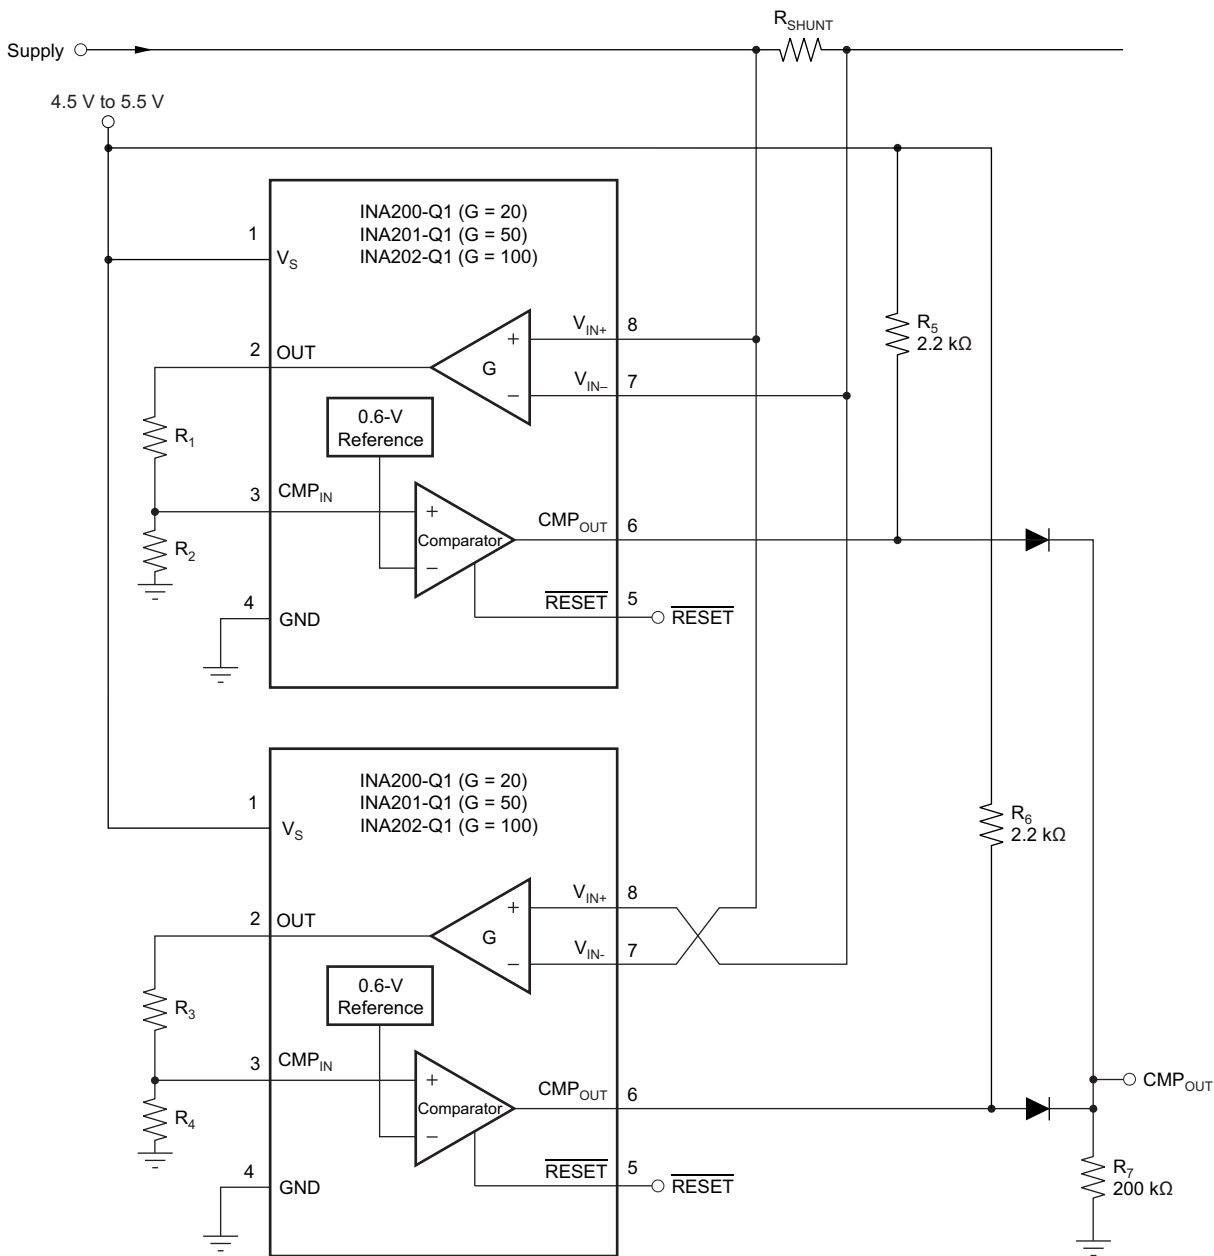 R_SHUNT
Supply
4.5 V to 5.5 V
INA200-Q1 (G = 20)
INA201-Q1 (G = 50)
INA202-Q1 (G = 100)
1
V_S
V_IN+
8
R_5
2.2 kΩ
2
OUT
G
+
−
V_IN–
7
0.6-V
Reference
R_1
3
CMP_IN
+
Comparator
−
CMP_OUT
6
R_2
4
GND
RESET
5
RESET
INA200-Q1 (G = 20)
INA201-Q1 (G = 50)
INA202-Q1 (G = 100)
1
V_S
R_6
2.2 kΩ
V_IN+
8
2
OUT
G
+
−
V_IN-
7
0.6-V
Reference
R_3
3
CMP_IN
+
Comparator
−
CMP_OUT
6
CMP_OUT
R_4
4
GND
RESET
5
RESET
R_7
200 kΩ